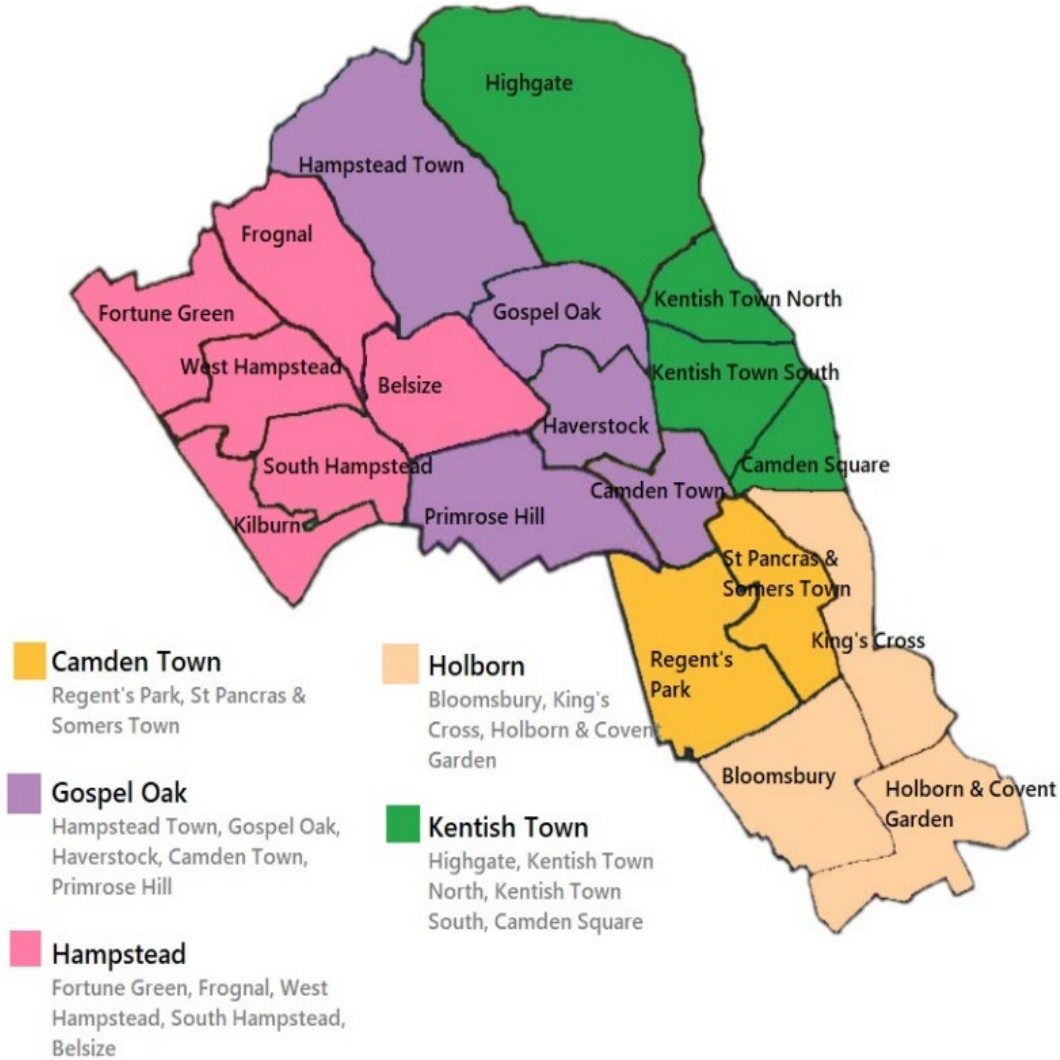 Highgate
Hampstead Town
Frognal
Kentish Town North
Fortune Green
Gospel Oak
West Hampstead
Kentish Town South
Belsize
Haverstock
South Hampstead
Camden Square
Camden Town
Primrose Hill
Kilburn
St Pancras &
Somers Town
King's Cross
Regent's
Park
Bloomsbury
Holborn & Covent
Garden
Camden Town
Regent's Park, St Pancras &
Somers Town
Gospel Oak
Hampstead Town, Gospel Oak,
Haverstock, Camden Town,
Primrose Hill
Hampstead
Fortune Green, Frognal, West
Hampstead, South Hampstead,
Belsize
Holborn
Bloomsbury, King's
Cross, Holborn & Covent
Garden
Kentish Town
Highgate, Kentish Town
North, Kentish Town
South, Camden Square